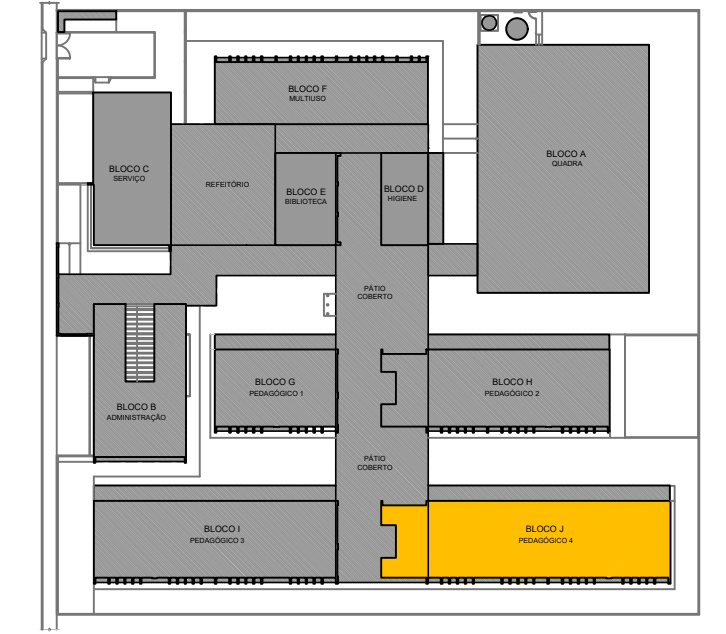 BLOCO F
MULTIUSO
BLOCO A
QUADRA
BLOCO C
SERVIÇO
REFEITÓRIO
BLOCO E
BIBLIOTECA
BLOCO D
HIGIENE
PÁTIO
COBERTO
BLOCO G
PEDAGÓGICO 1
BLOCO H
PEDAGÓGICO 2
BLOCO B
ADMINISTRAÇÃO
PÁTIO
COBERTO
BLOCO I
PEDAGÓGICO 3
BLOCO J
PEDAGÓGICO 4